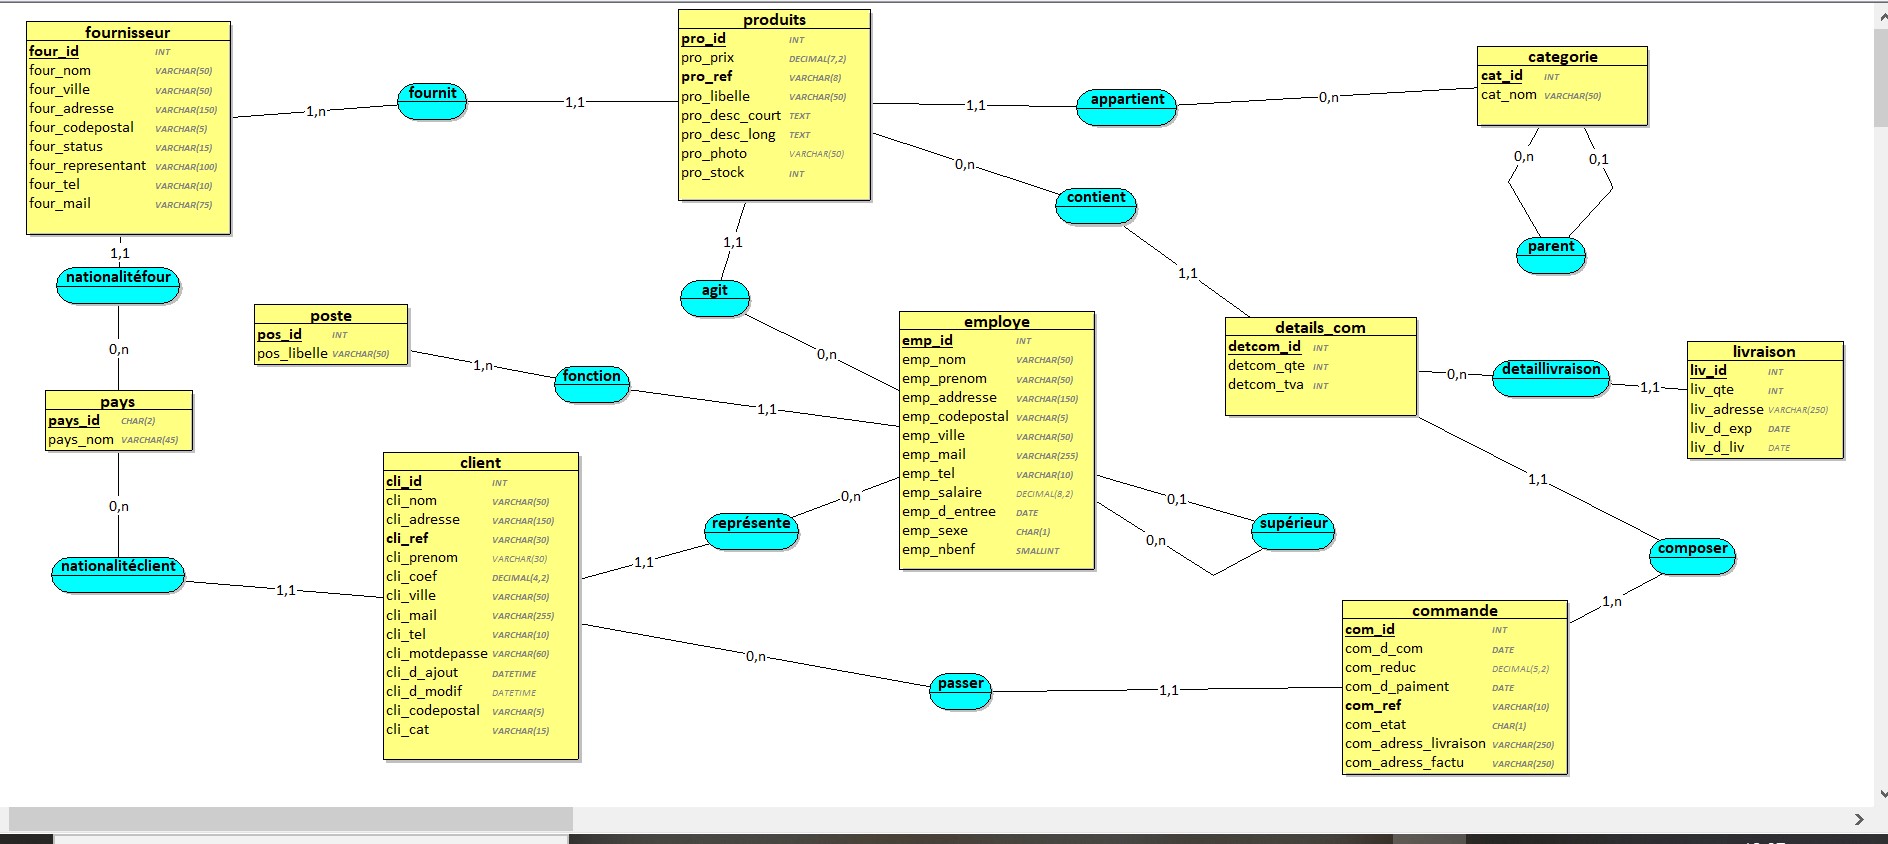 fournisseur
four_id INT
four_nom VARCHAR(50)
four_ville VARCHAR(50)
four_adresse VARCHAR(150)
four_codepostal VARCHAR(5)
four_status VARCHAR(15)
four_representant VARCHAR(100)
four_tel VARCHAR(10)
four_mail VARCHAR(75)
1,n
fournit
1,1
produits
pro_id INT
pro_prix DECIMAL(7,2)
pro_ref VARCHAR(8)
pro_libelle VARCHAR(50)
pro_desc_court TEXT
pro_desc_long TEXT
pro_photo VARCHAR(50)
pro_stock INT
1,1
appartient
0,n
categorie
cat_id INT
cat_nom VARCHAR(50)
0,n
0,1
parent
0,n
contient
1,1
1,1
nationalitéfour
0,n
1,1
agit
0,n
poste
pos_id INT
pos_libelle VARCHAR(50)
1,n
fonction
1,1
employe
emp_id INT
emp_nom VARCHAR(50)
emp_prenom VARCHAR(50)
emp_addresse VARCHAR(150)
emp_codepostal VARCHAR(5)
emp_ville VARCHAR(50)
emp_mail VARCHAR(255)
emp_tel VARCHAR(10)
emp_salaire DECIMAL(8,2)
emp_d_entree DATE
emp_sexe CHAR(1)
emp_nbenf SMALLINT
details_com
detcom_id INT
detcom_qte INT
detcom_tva INT
0,n
detaillivraison
1,1
livraison
liv_id INT
liv_qte INT
liv_adresse VARCHAR(250)
liv_d_exp DATE
liv_d_liv DATE
pays
pays_id CHAR(2)
pays_nom VARCHAR(45)
0,n
nationalitéclient
1,1
client
cli_id INT
cli_nom VARCHAR(50)
cli_adresse VARCHAR(150)
cli_ref VARCHAR(30)
cli_prenom VARCHAR(30)
cli_coef DECIMAL(4,2)
cli_ville VARCHAR(50)
cli_mail VARCHAR(255)
cli_tel VARCHAR(10)
cli_motdepasse VARCHAR(60)
cli_d_ajout DATETIME
cli_d_modif DATETIME
cli_codepostal VARCHAR(5)
cli_cat VARCHAR(15)
0,n
représente
1,1
0,1
supérieur
0,n
1,1
composer
1,n
0,n
passer
1,1
commande
com_id INT
com_d_com DATE
com_reduc DECIMAL(5,2)
com_d_paiment DATE
com_ref VARCHAR(10)
com_etat CHAR(1)
com_adress_livraison VARCHAR(250)
com_adress_factu VARCHAR(250)